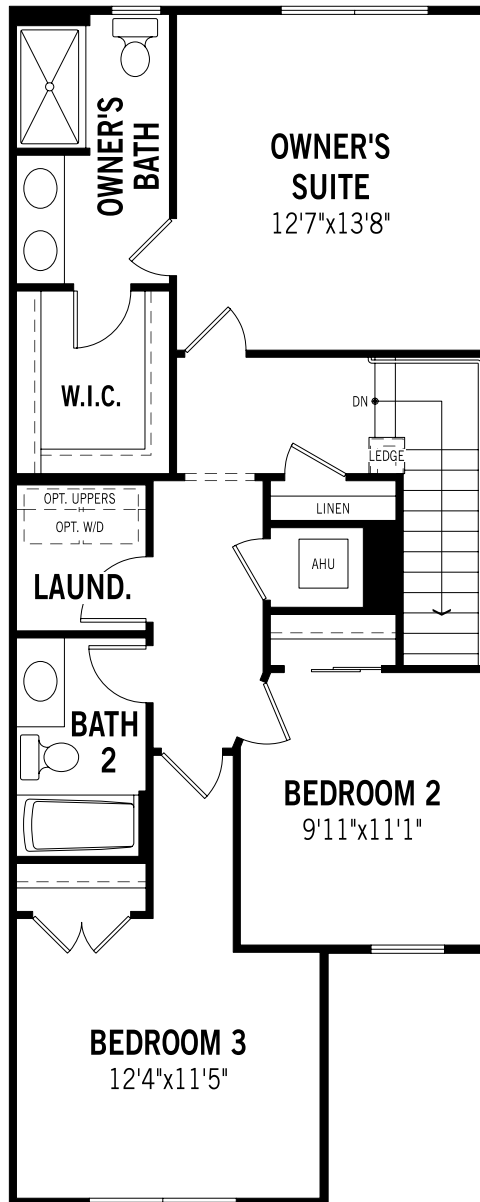 OWNER'S
BATH
OWNER'S
SUITE
12'7"x13'8"
W.I.C.
DN
LEDGE
OPT. UPPERS
OPT. W/D
LAUND.
LINEN
AHU
BATH
2
BEDROOM 2
9'11"x11'1"
BEDROOM 3
12'4"x11'5"